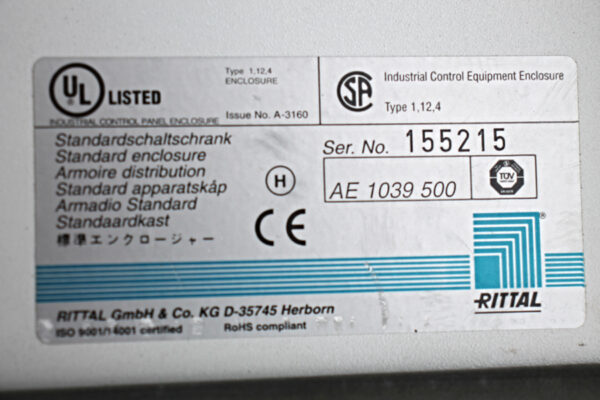 UL
LISTED
Type 1,12,4
ENCLOSURE
INDUSTRIAL CONTROL PANEL ENCLOSURE
Issue No. A-3160
SA
Industrial Control Equipment Enclosure
Type 1,12,4
Standardschaltschrank
Standard enclosure
Armoire distribution
Standard apparatskåp
Armadio Standard
Standaardkast
標準エンクロージャー
H
CE
Ser. No. 155215
AE 1039 500
TÜV
®
RITTAL
RITTAL GmbH & Co. KG D-35745 Herborn
ISO 9001/14001 certified RoHS compliant